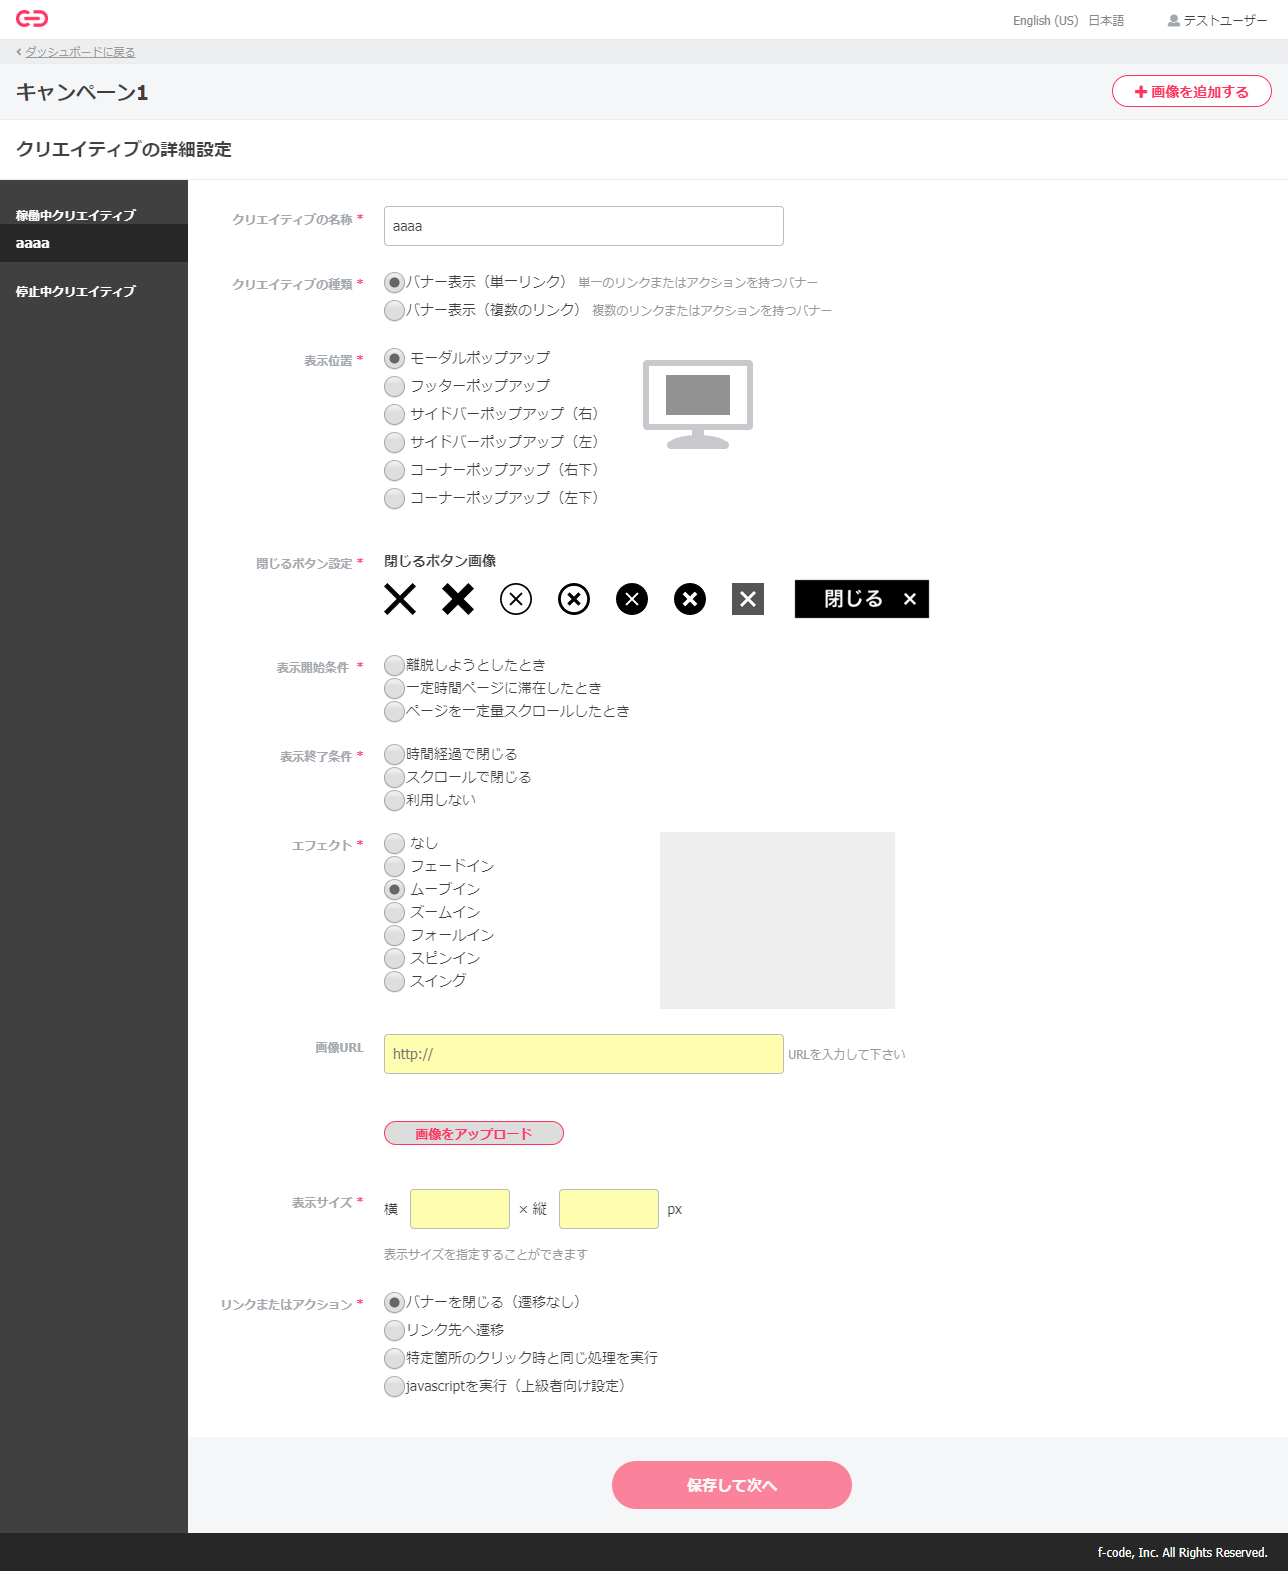 English (US) 日本語 テストユーザー
ダッシュボードに戻る
キャンペーン1
画像を追加する
クリエイティブの詳細設定
稼働中クリエイティブ
aaaa
停止中クリエイティブ
クリエイティブの名称 *
aaaa
クリエイティブの種類 *
バナー表示（単一リンク） 単一のリンクまたはアクションを持つバナー
バナー表示（複数のリンク） 複数のリンクまたはアクションを持つバナー
表示位置 *
モーダルポップアップ
フッターポップアップ
サイドバーポップアップ（右）
サイドバーポップアップ（左）
コーナーポップアップ（右下）
コーナーポップアップ（左下）
閉じるボタン設定 *
閉じるボタン画像
閉じる ×
表示開始条件 *
離脱しようとしたとき
一定時間ページに滞在したとき
ページを一定量スクロールしたとき
表示終了条件 *
時間経過で閉じる
スクロールで閉じる
利用しない
エフェクト *
なし
フェードイン
ムーブイン
ズームイン
フォールイン
スピンイン
スイング
画像URL
http://
URLを入力して下さい
画像をアップロード
表示サイズ *
横 × 縦 px
表示サイズを指定することができます
リンクまたはアクション *
バナーを閉じる（遷移なし）
リンク先へ遷移
特定箇所のクリック時と同じ処理を実行
javascriptを実行（上級者向け設定）
保存して次へ
f-code, Inc. All Rights Reserved.